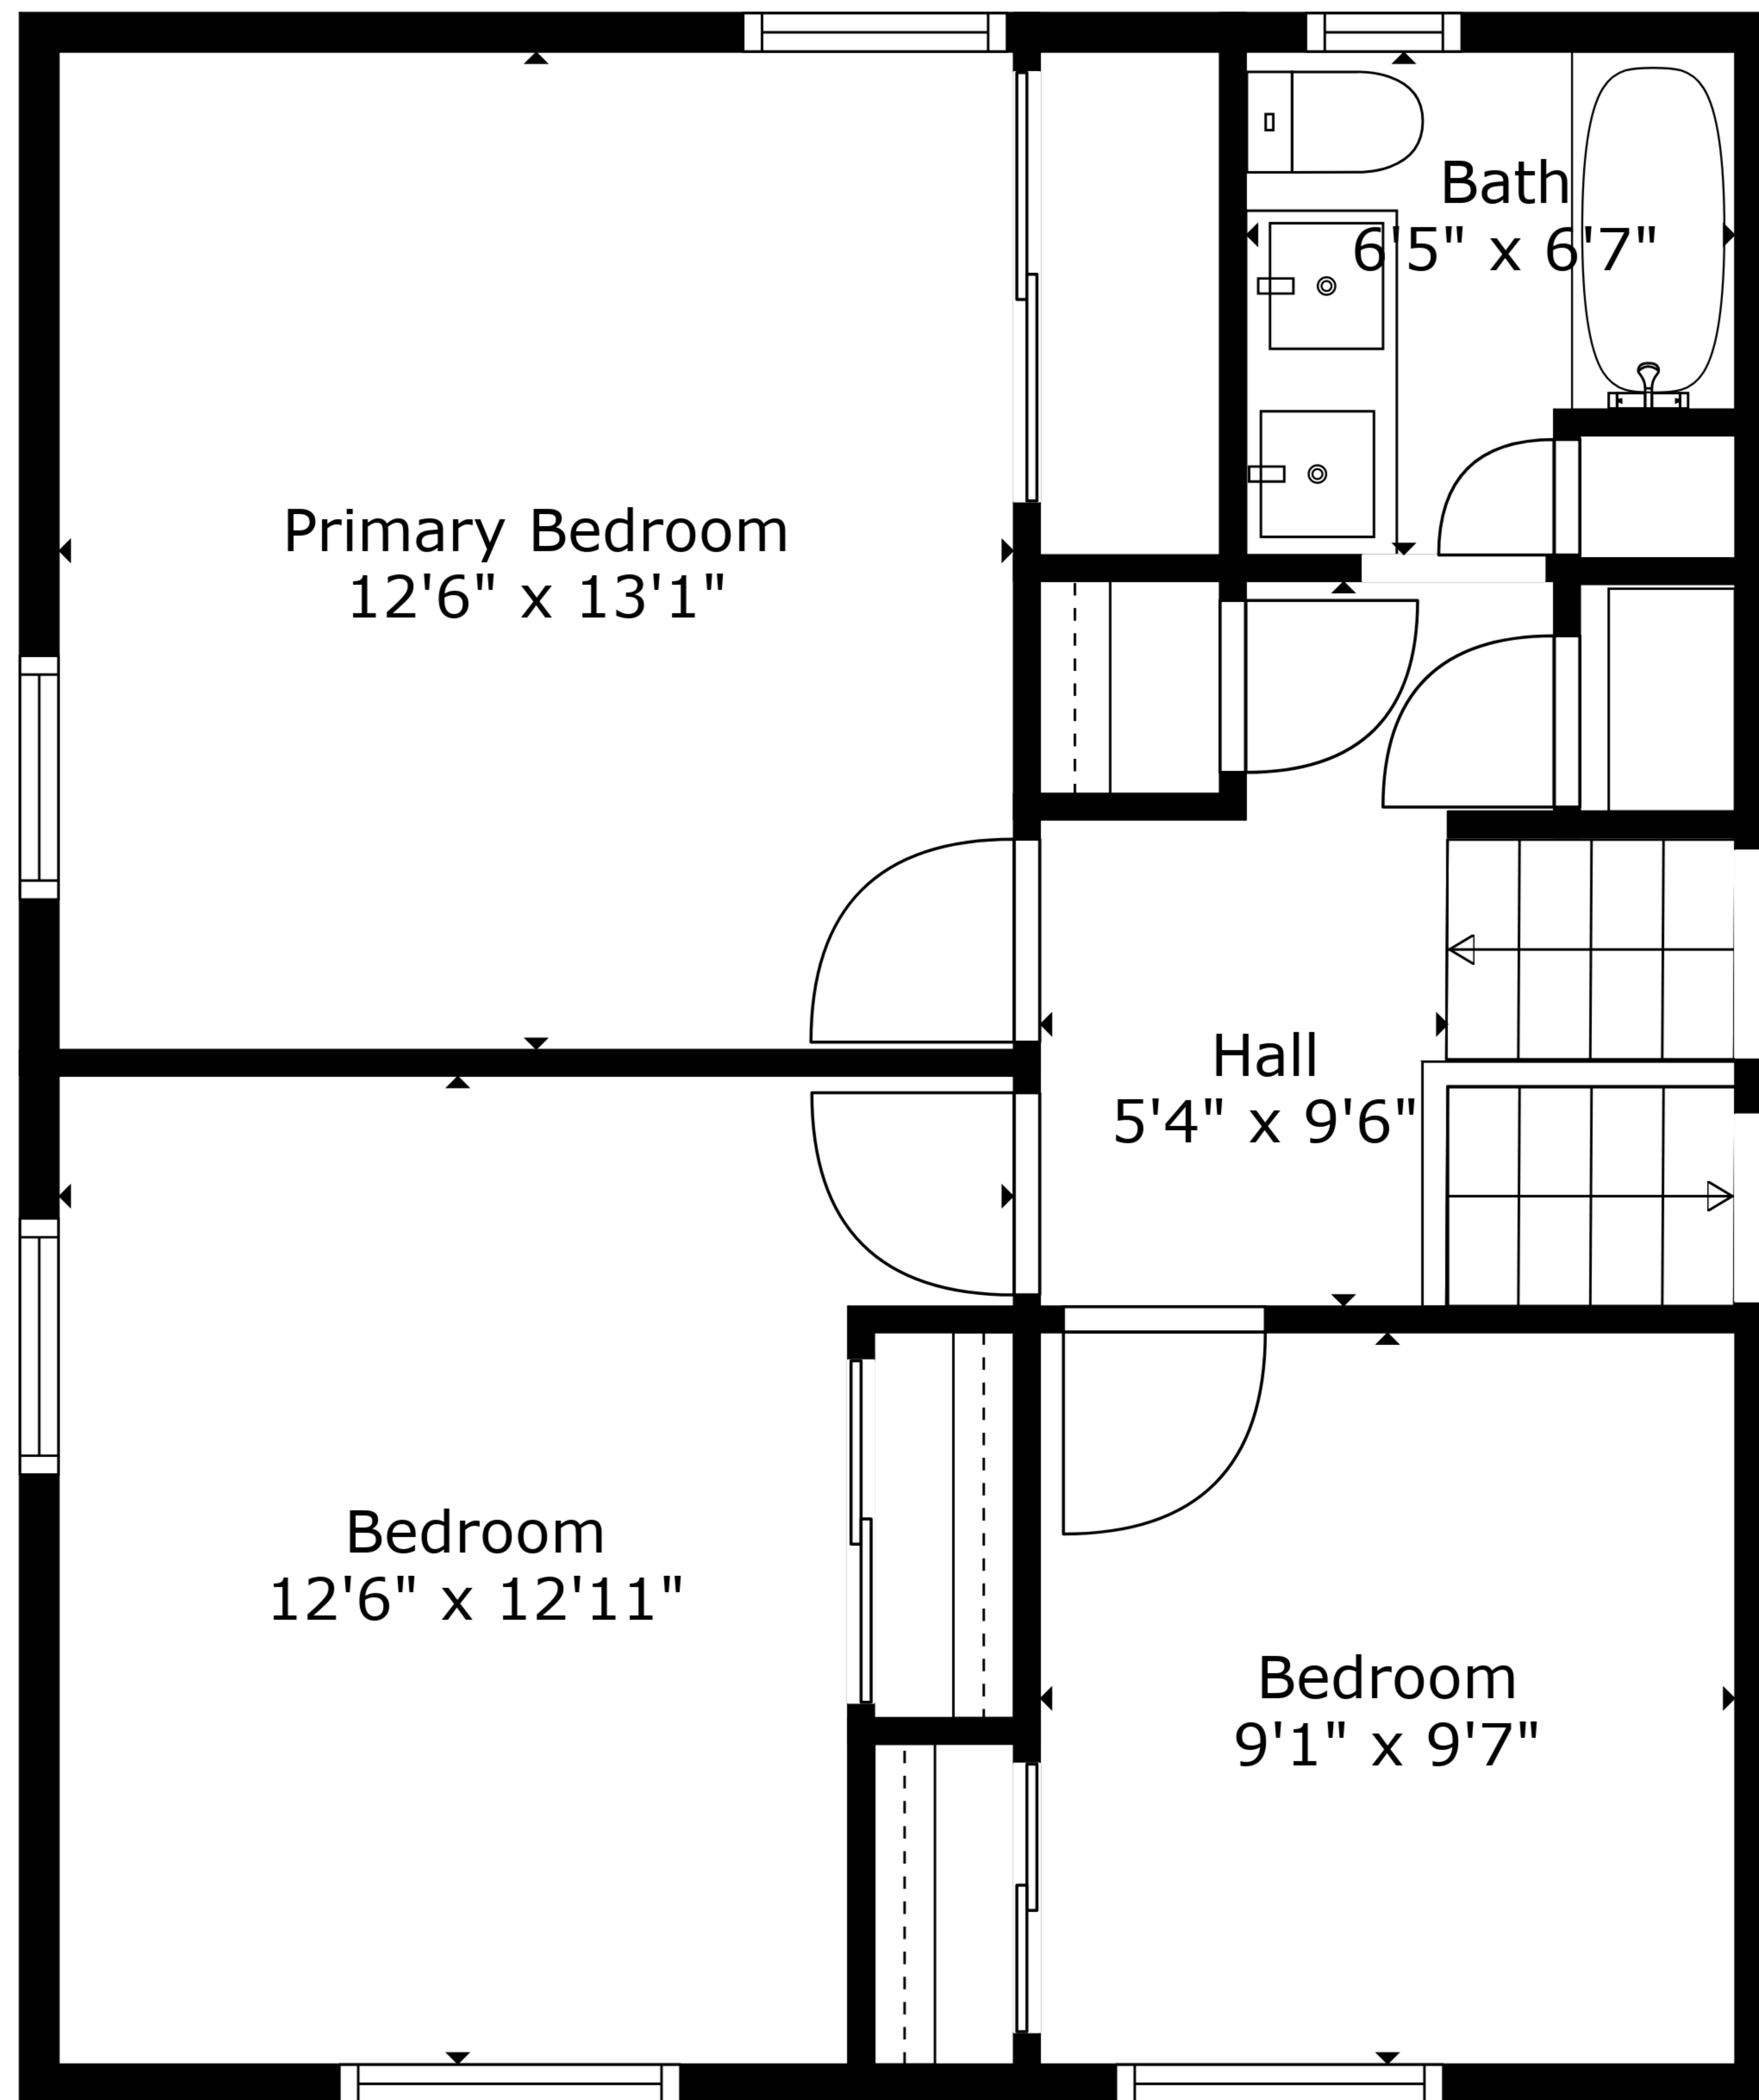 Bath
6'5" x 6'7"
Primary Bedroom
12'6" x 13'1"
Hall
5'4" x 9'6"
Bedroom
12'6" x 12'11"
Bedroom
9'1" x 9'7"